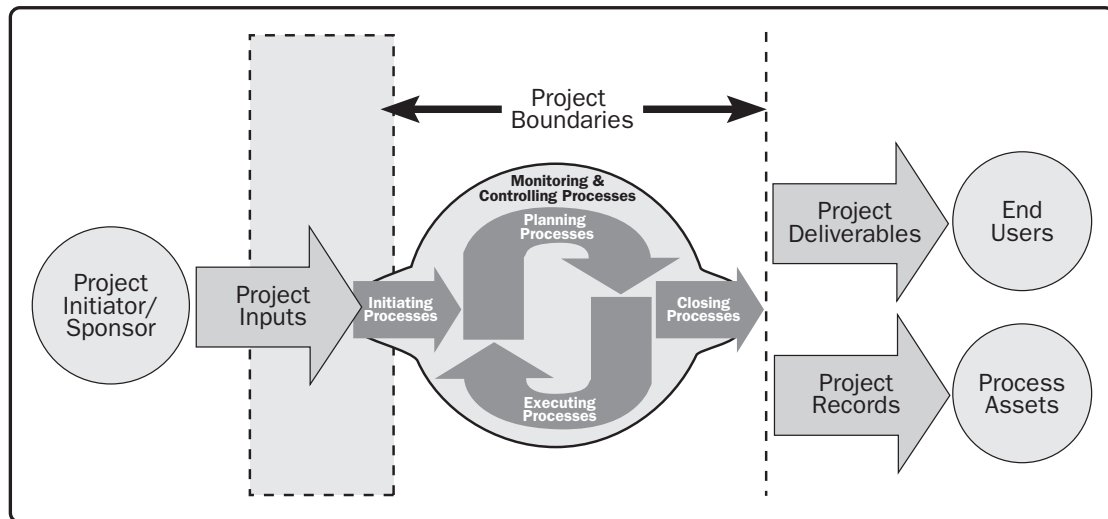 Project
Boundaries
Monitoring &
Controlling Processes
Planning
Processes
Project
Initiator/
Sponsor
Project
Inputs
Initiating
Processes
Closing
Processes
Executing
Processes
Project
Deliverables
End
Users
Project
Records
Process
Assets